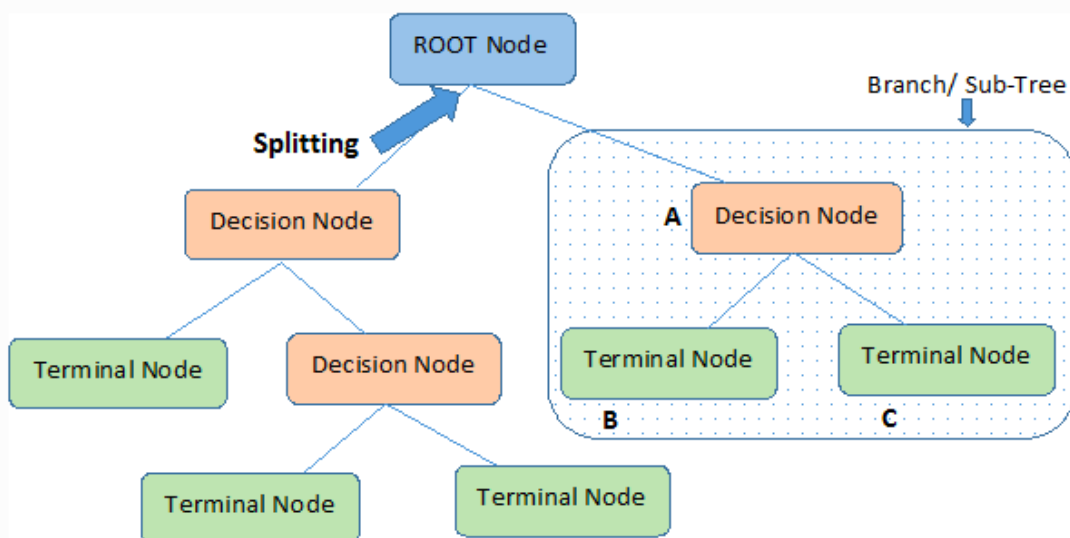 ROOT Node
Branch/ Sub-Tree
Splitting
Decision Node
A
Decision Node
Terminal Node
Decision Node
Terminal Node
Terminal Node
B
C
Terminal Node
Terminal Node